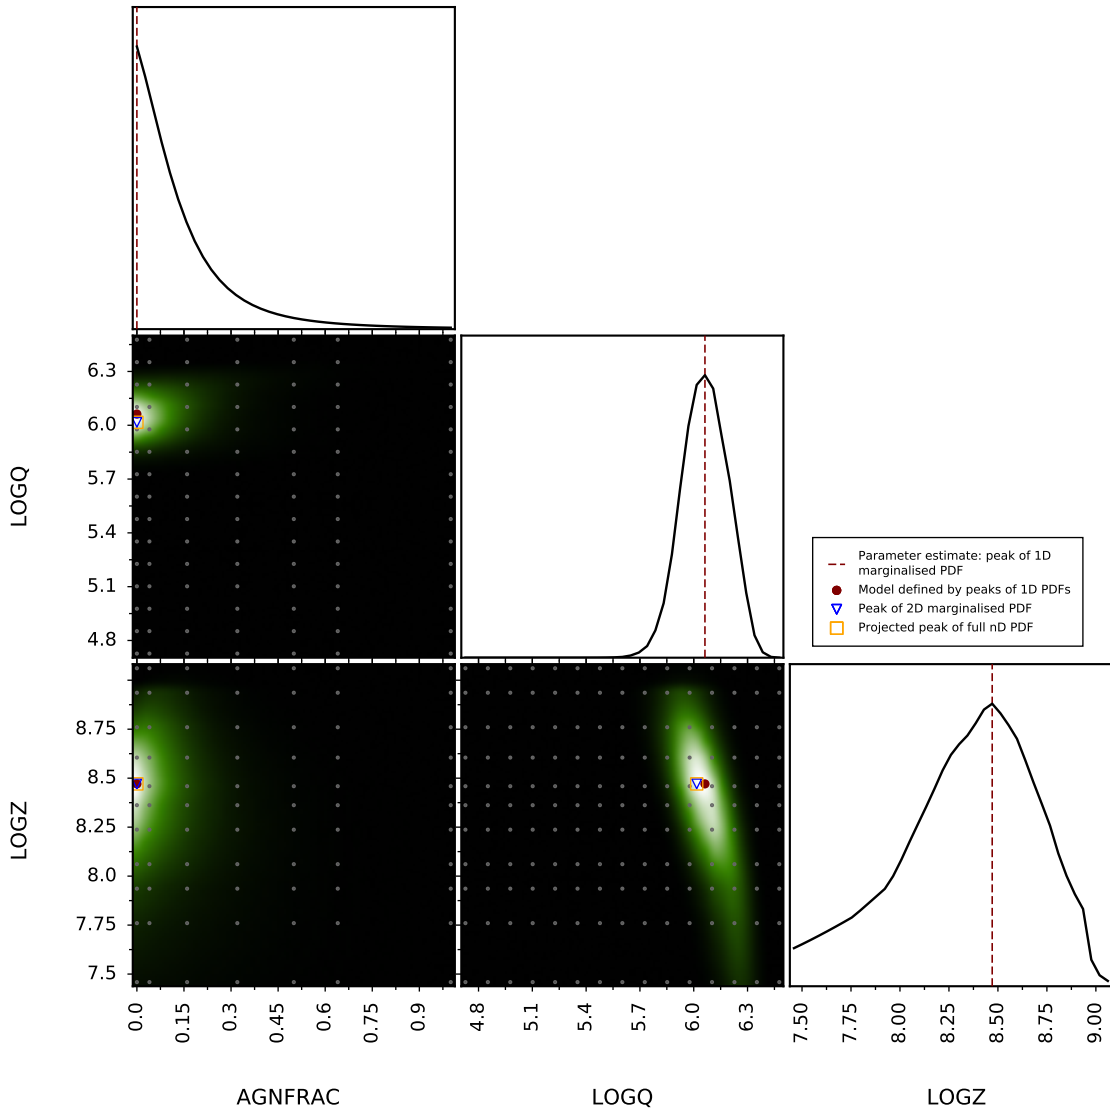 6.3
6.0
5.7
5.4
5.1
4.8
LOGQ
Parameter estimate: peak of 1D
marginalised PDF
Model defined by peaks of 1D PDFs
Peak of 2D marginalised PDF
Projected peak of full nD PDF
8.75
8.5
8.25
8.0
7.75
7.5
LOGZ
0.0 0.15 0.3 0.45 0.6 0.75 0.9
4.8 5.1 5.4 5.7 6.0 6.3
7.50 7.75 8.00 8.25 8.50 8.75 9.00
AGNFRAC LOGQ LOGZ